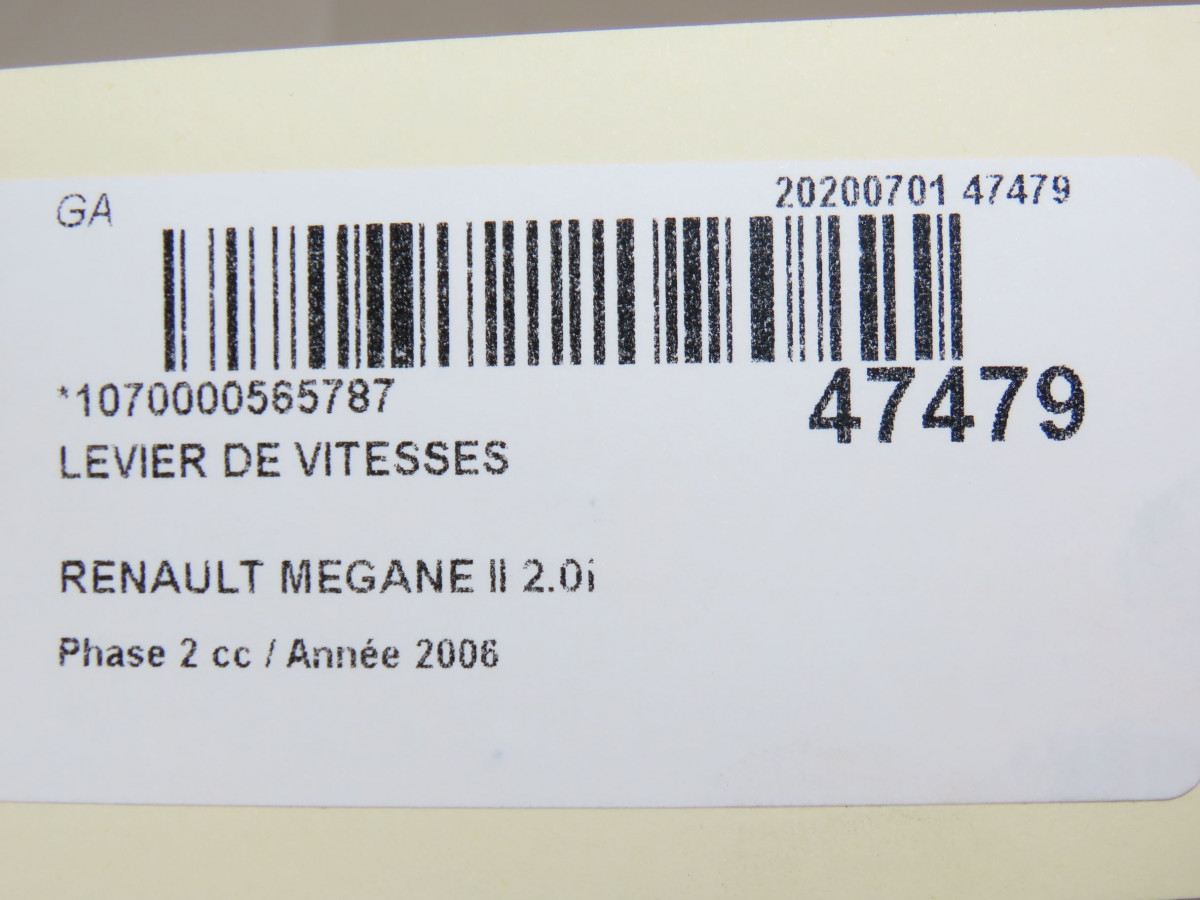 GA
20200701 47479
*1070000565787
47479
LEVIER DE VITESSES
RENAULT MEGANE II 2.0i
Phase 2 cc / Année 2006